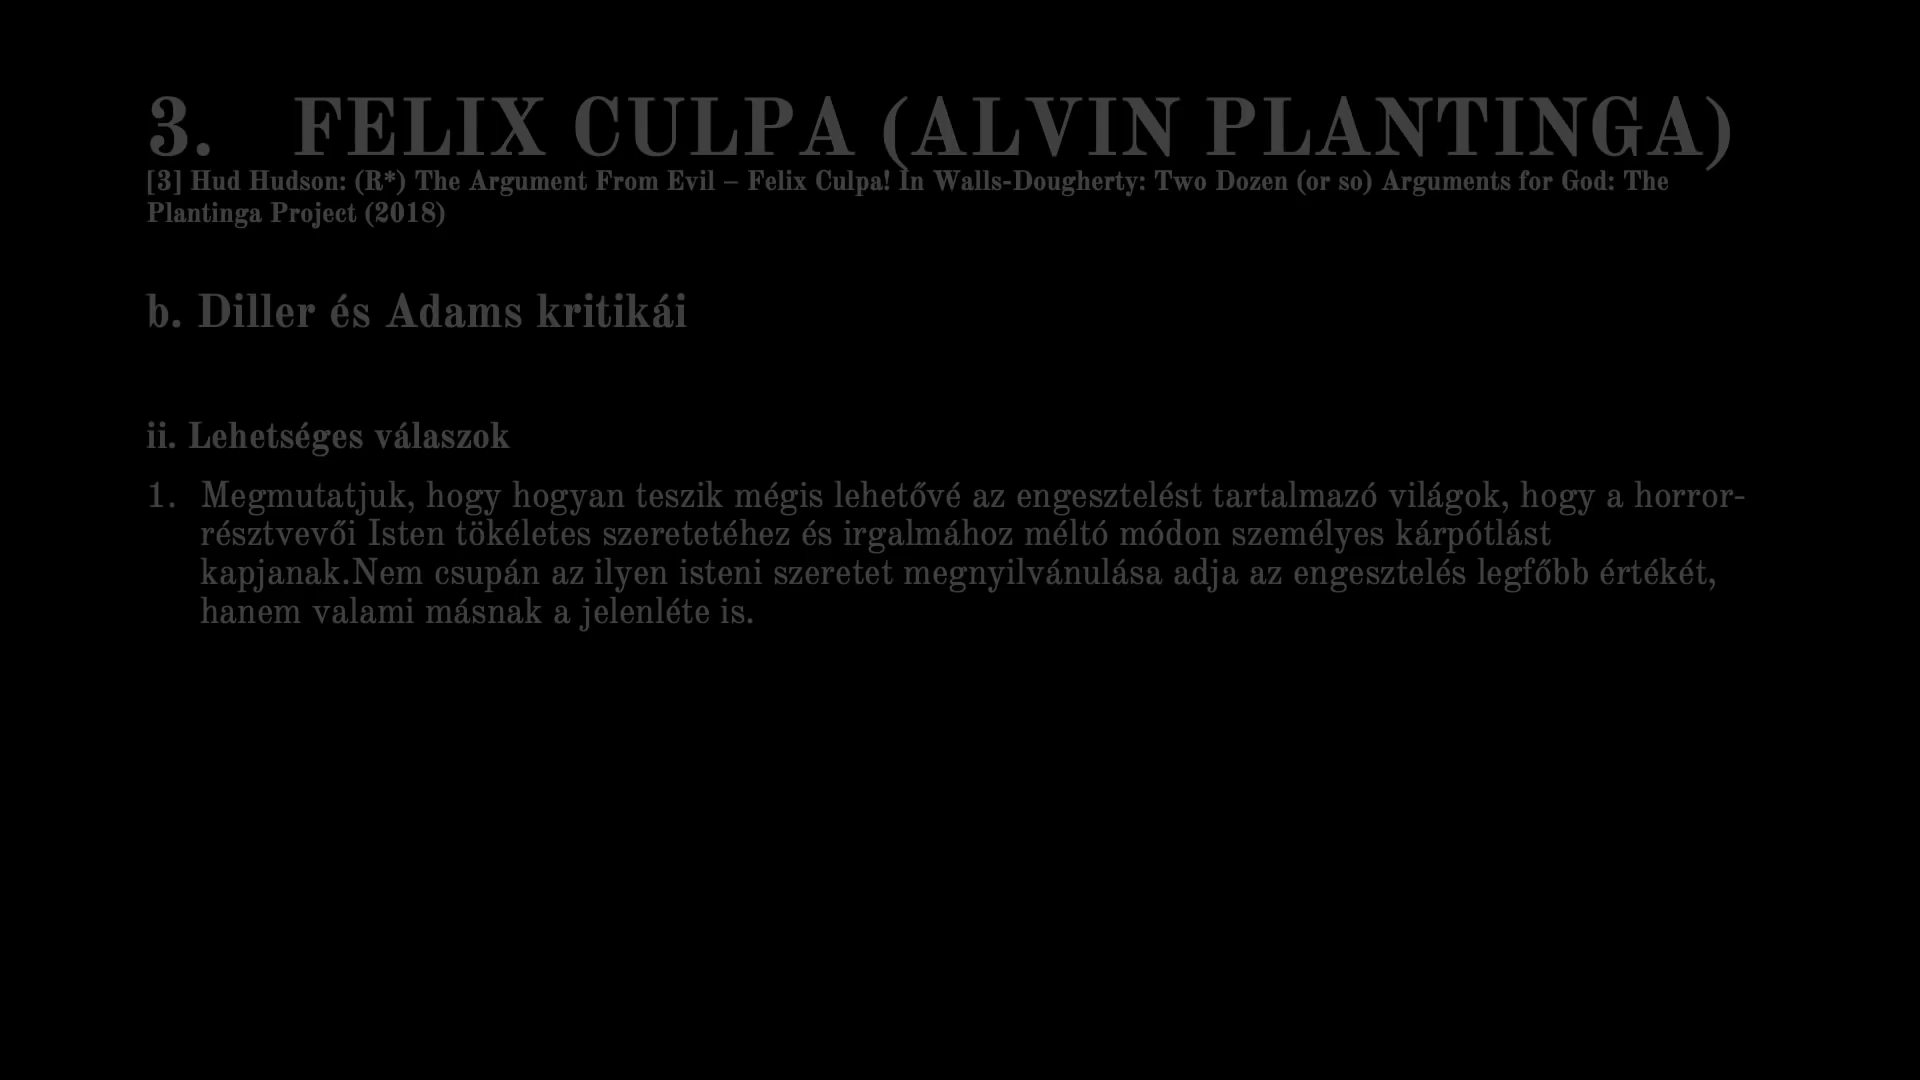 3. FELIX CULPA (ALVIN PLANTINGA)
[3] Hud Hudson: (R*) The Argument From Evil – Felix Culpa! In Walls-Dougherty: Two Dozen (or so) Arguments for God: The
Plantinga Project (2018)
b. Diller és Adams kritikái
ii. Lehetséges válaszok
1. Megmutatjuk, hogy hogyan teszik mégis lehetővé az engesztelést tartalmazó világok, hogy a horror-
résztvevői Isten tökéletes szeretetéhez és irgalmához méltó módon személyes kárpótlást
kapjanak.Nem csupán az ilyen isteni szeretet megnyilvánulása adja az engesztelés legfőbb értékét,
hanem valami másnak a jelenléte is.